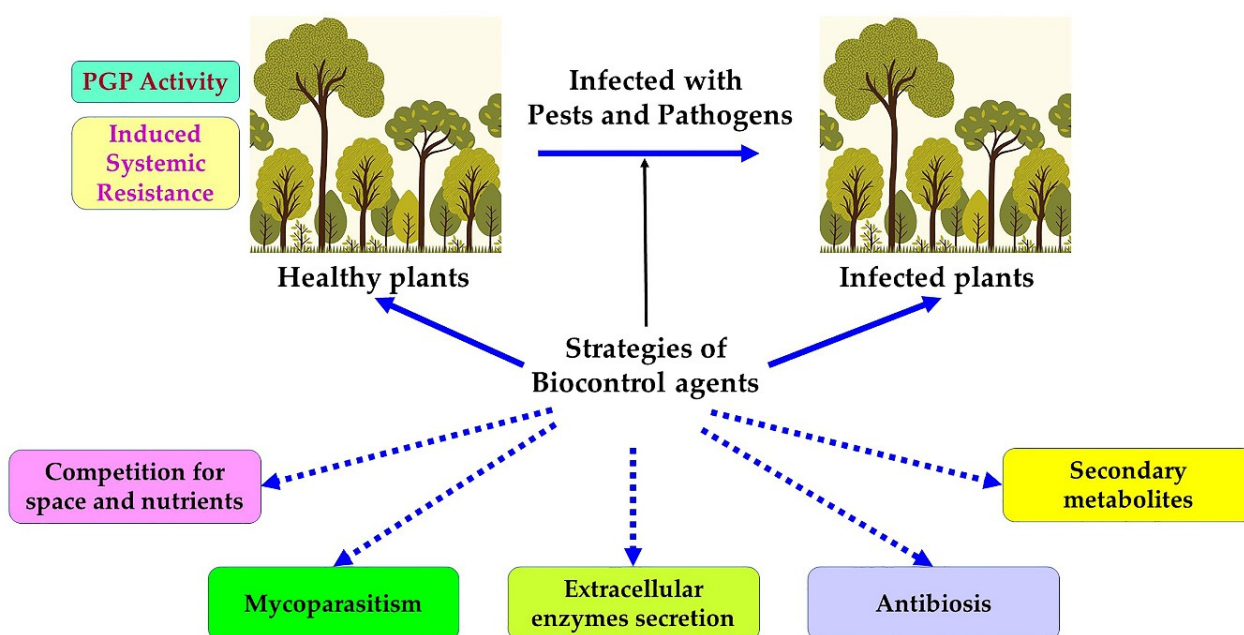 PGP Activity
Induced
Systemic
Resistance
Infected with
Pests and Pathogens
Healthy plants
Infected plants
Strategies of
Biocontrol agents
Competition for
space and nutrients
Secondary
metabolites
Mycoparasitism
Extracellular
enzymes secretion
Antibiosis